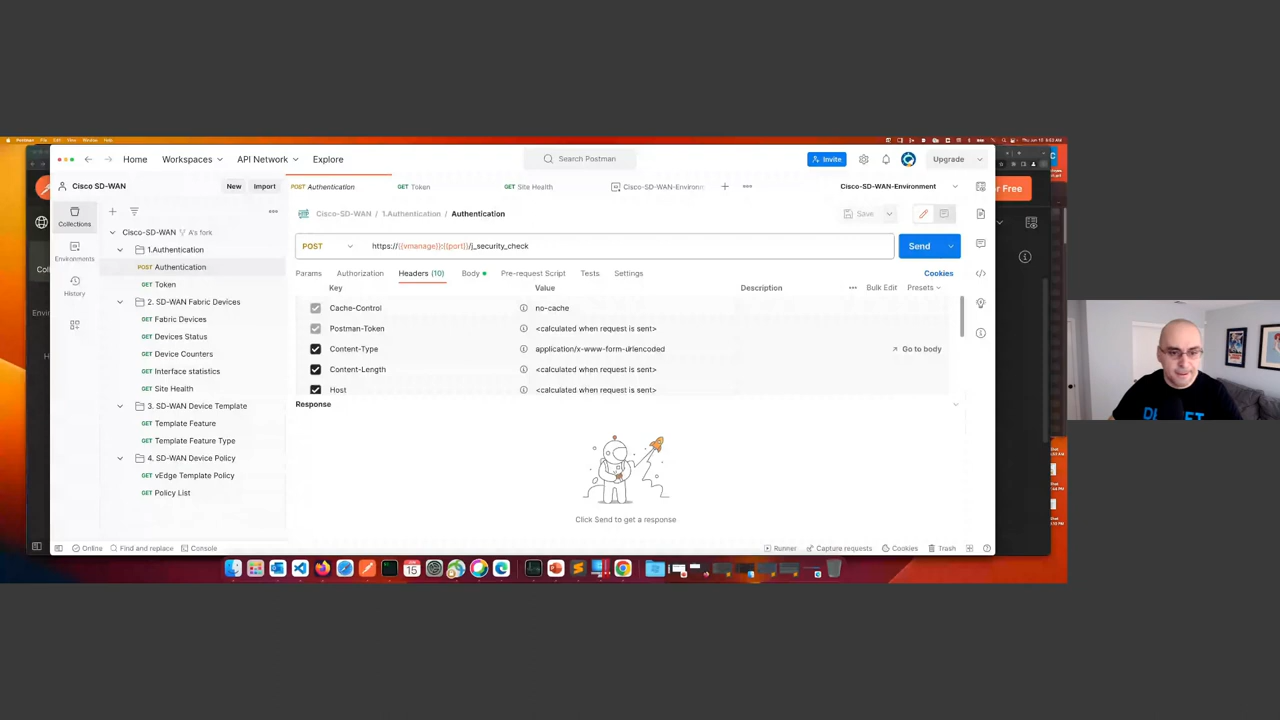 Home Workspaces API Network Explore Search Postman Invite Upgrade
Cisco SD-WAN New Import POST Authentication GET Token GET Site Health Cisco-SD-WAN-Environm Cisco-SD-WAN-Environment
or Free
Collections
Environments
History
Cisco-SD-WAN A's fork
1.Authentication
POST Authentication
GET Token
2. SD-WAN Fabric Devices
GET Fabric Devices
GET Devices Status
GET Device Counters
GET Interface statistics
GET Site Health
3. SD-WAN Device Template
GET Template Feature
GET Template Feature Type
4. SD-WAN Device Policy
GET vEdge Template Policy
GET Policy List
Cisco-SD-WAN / 1.Authentication / Authentication Save
POST https://{{vmanage}}:{{port}}/j_security_check Send
Params Authorization Headers (10) Body Pre-request Script Tests Settings Cookies
Key Value Description Bulk Edit Presets
Cache-Control no-cache
Postman-Token <calculated when request is sent>
Content-Type application/x-www-form-urlencoded Go to body
Content-Length <calculated when request is sent>
Host <calculated when request is sent>
Response
Click Send to get a response
Online Find and replace Console Runner Capture requests Cookies Trash